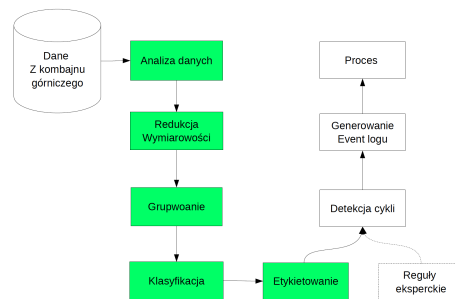 Dane
Z kombajnu
górniczego
Analiza danych
Redukcja
Wymiarowości
Grupwoanie
Klasyfikacja
Etykietowanie
Reguły
eksperckie
Detekcja cykli
Generowanie
Event logu
Proces